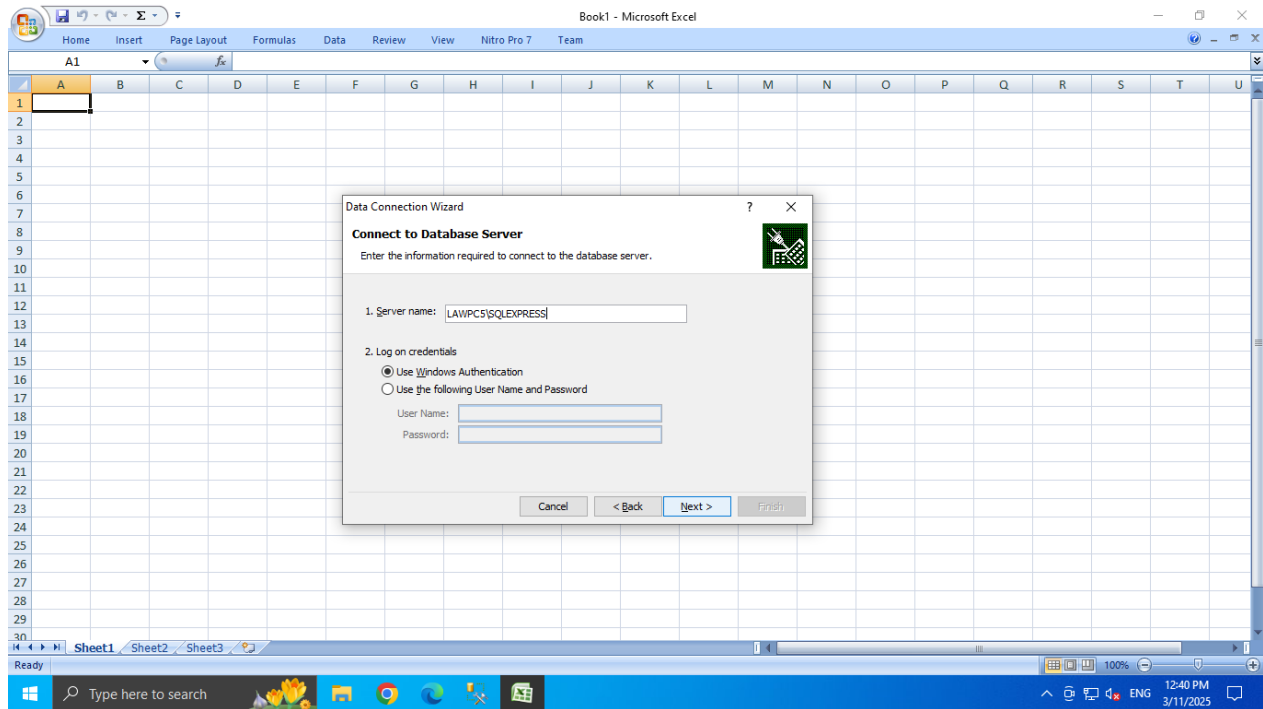 Book1 - Microsoft Excel
Home Insert Page Layout Formulas Data Review View Nitro Pro 7 Team
A1 fx
A B C D E F G H I J K L M N O P Q R S T U
1
2
3
4
5
6
7
8
9
10
11
12
13
14
15
16
17
18
19
20
21
22
23
24
25
26
27
28
29
30
Data Connection Wizard ?
Connect to Database Server
Enter the information required to connect to the database server.
1. Server name: LAWPC5\SQLEXPRESS
2. Log on credentials
Use Windows Authentication
Use the following User Name and Password
User Name:
Password:
Cancel < Back Next > Finish
Sheet1 Sheet2 Sheet3
Ready 100%
Type here to search ENG 12:40 PM
3/11/2025